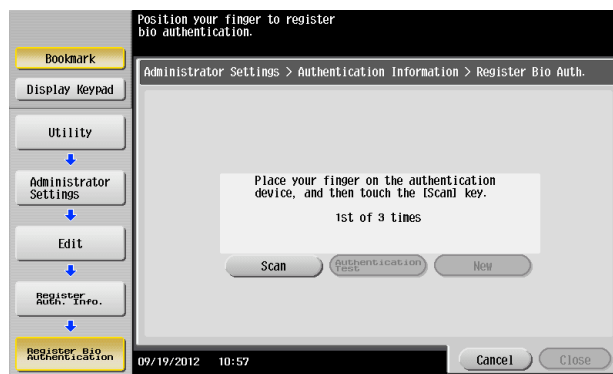 Position your finger to register
bio authentication.
Bookmark
Display Keypad
Utility
Administrator
Settings
Edit
Register
Auth. Info.
Register Bio
Authentication
Administrator Settings > Authentication Information > Register Bio Auth.
Place your finger on the authentication
device, and then touch the [Scan] key.
1st of 3 times
Scan
Authentication
Test
New
09/19/2012 10:57
Cancel
Close